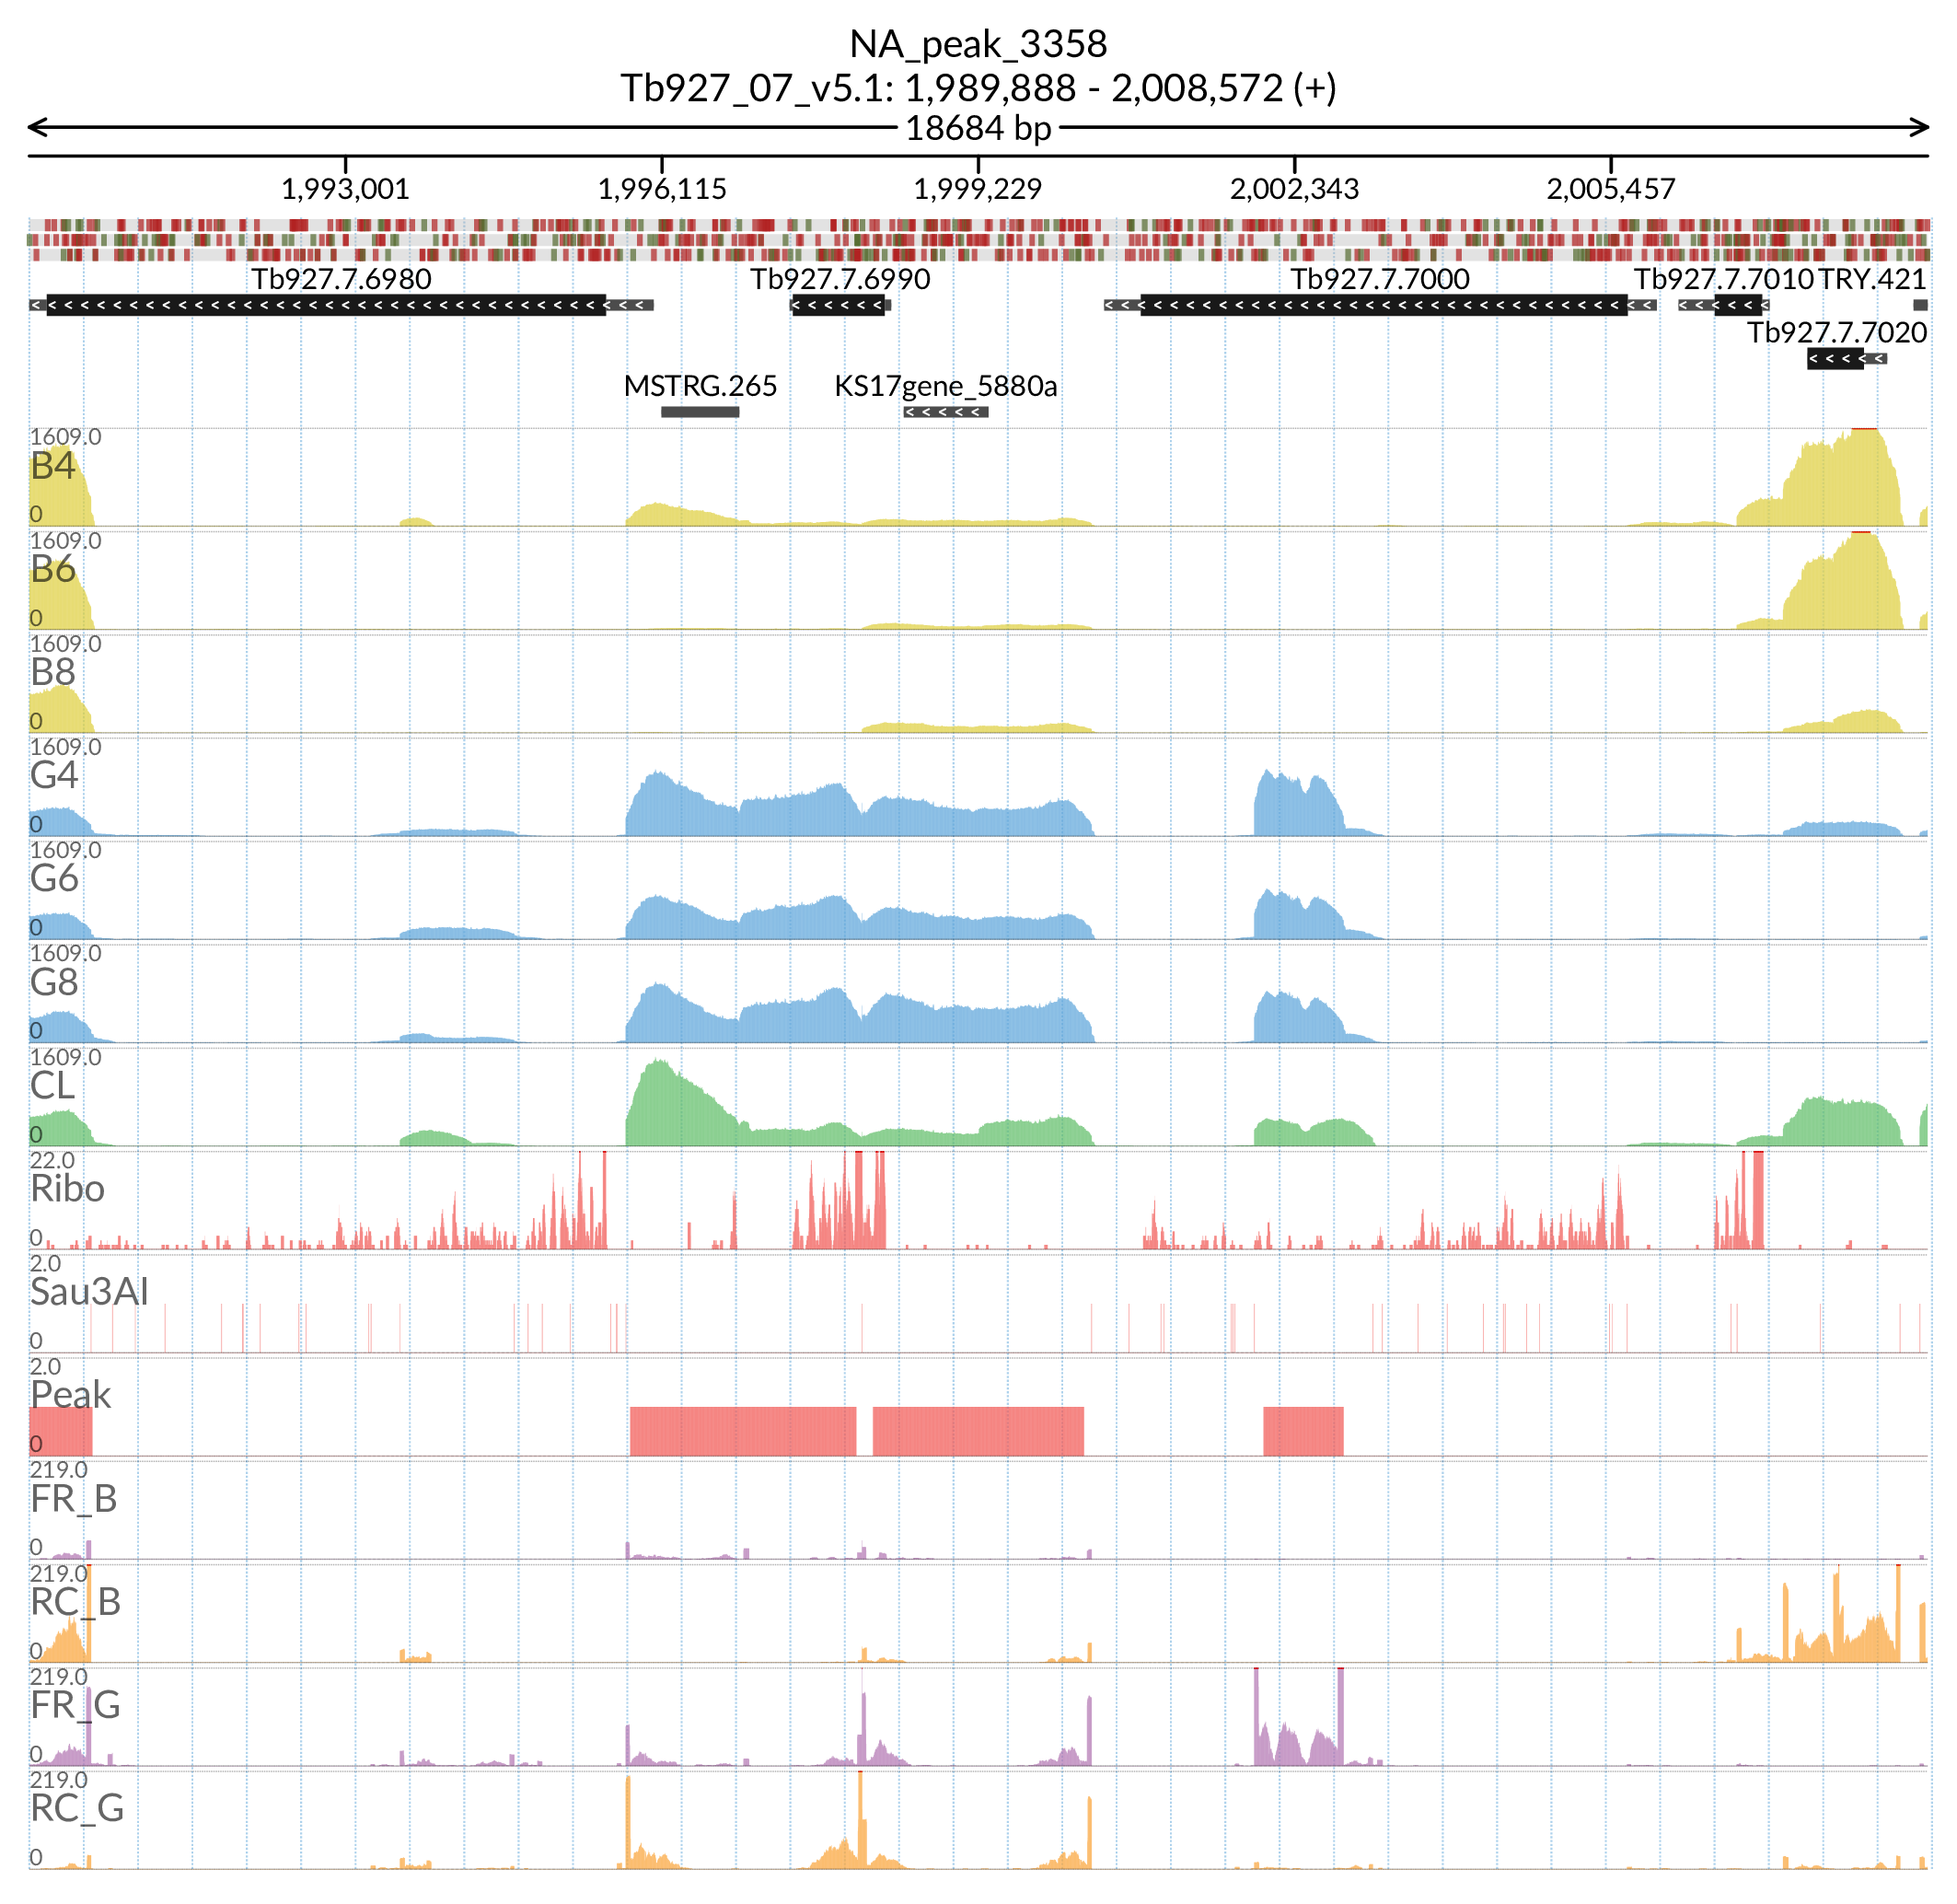 NA_peak_3358
Tb927_07_v5.1: 1,989,888 - 2,008,572 (+)
18684 bp
1,993,001 1,996,115 1,999,229 2,002,343 2,005,457
Tb927.7.6980 Tb927.7.6990 Tb927.7.7000 Tb927.7.7010 TRY.421
Tb927.7.7020
MSTRG.265 KS17gene_5880a
1609.0
B4
0
1609.0
B6
0
1609.0
B8
0
1609.0
G4
0
1609.0
G6
0
1609.0
G8
0
1609.0
CL
0
22.0
Ribo
0
2.0
Sau3AI
0
2.0
Peak
0
219.0
FR_B
0
219.0
RC_B
0
219.0
FR_G
0
219.0
RC_G
0